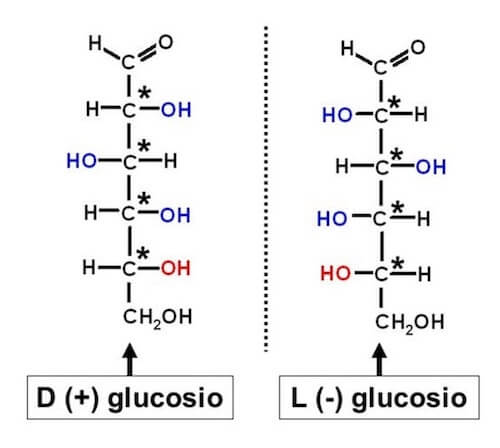 H O H O
C C
*
*
H C OH HO C H
*
*
HO C H H C OH
*
*
H C OH HO C H
*
*
H C OH HO C H
CH₂OH CH₂OH
D (+) glucosio L (-) glucosio